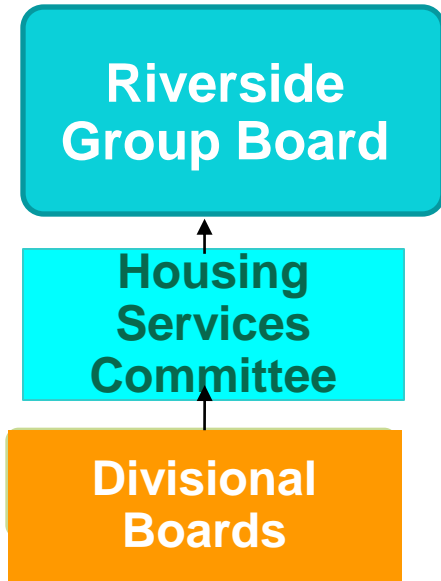 Riverside
Group Board
Housing
Services
Committee
Divisional
Boards